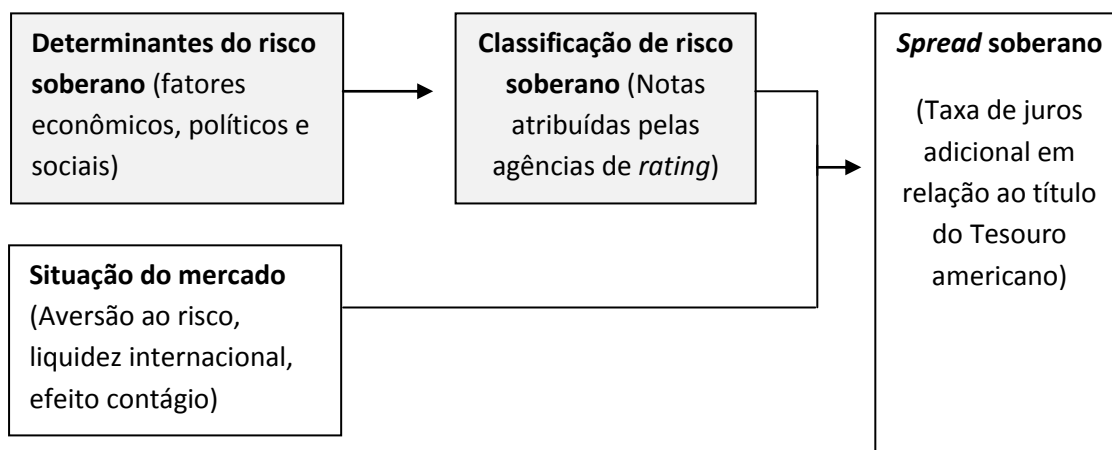 Determinantes do risco
soberano (fatores
econômicos, políticos e
sociais)
Classificação de risco
soberano (Notas
atribuídas pelas
agências de rating)
Spread soberano
(Taxa de juros
adicional em
relação ao título
do Tesouro
americano)
Situação do mercado
(Aversão ao risco,
liquidez internacional,
efeito contágio)